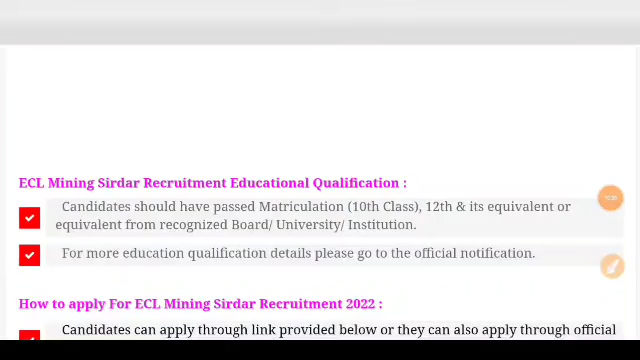 ECL Mining Sirdar Recruitment Educational Qualification :
Candidates should have passed Matriculation (10th Class), 12th & its equivalent or
equivalent from recognized Board/ University/ Institution.
For more education qualification details please go to the official notification.
How to apply For ECL Mining Sirdar Recruitment 2022 :
Candidates can apply through link provided below or they can also apply through official